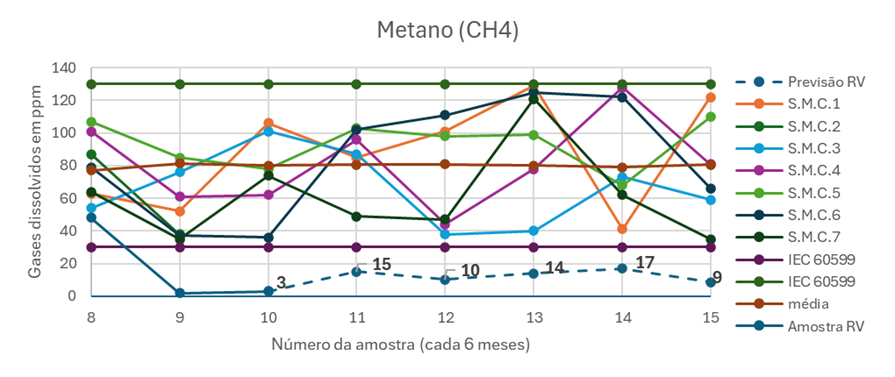 Metano (CH4)
Gases dissolvidos em ppm
140
120
100
80
60
40
20
0
3
15
10
14
17
9
8 9 10 11 12 13 14 15
Número da amostra (cada 6 meses)
Previsão RV
S.M.C.1
S.M.C.2
S.M.C.3
S.M.C.4
S.M.C.5
S.M.C.6
S.M.C.7
IEC 60599
IEC 60599
média
Amostra RV